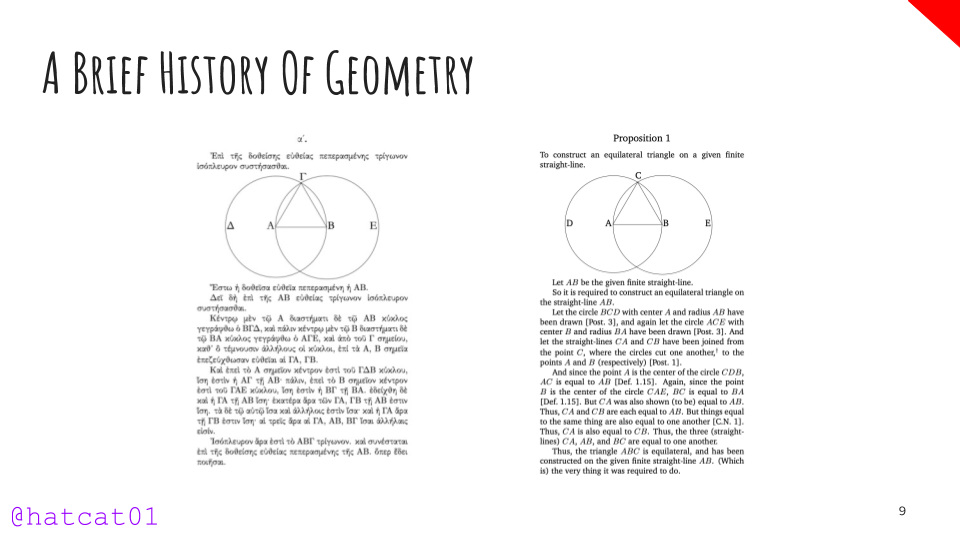 A Brief History Of Geometry
αʹ.
Ἐπὶ τῆς δοθείσης εὐθείας πεπερασμένης τρίγωνον
ἰσόπλευρον συστήσασθαι.
Γ
Δ A B E
Ἔστω ἡ δοθεῖσα εὐθεῖα πεπερασμένη ἡ ΑΒ.
Δεῖ δὴ ἐπὶ τῆς ΑΒ εὐθείας τρίγωνον ἰσόπλευρον
συστήσασθαι.
Κέντρῳ μὲν τῷ Α διαστήματι δὲ τῷ ΑΒ κύκλος
γεγράφθω ὁ ΒΓΔ, καὶ πάλιν κέντρῳ μὲν τῷ Β διαστήματι δὲ
τῷ ΒΑ κύκλος γεγράφθω ὁ ΑΓΕ, καὶ ἀπὸ τοῦ Γ σημείου,
καθ᾽ ὃ τέμνουσιν ἀλλήλους οἱ κύκλοι, ἐπὶ τὰ Α, Β σημεῖα
ἐπεζεύχθωσαν εὐθεῖαι αἱ ΓΑ, ΓΒ.
Καὶ ἐπεὶ τὸ Α σημεῖον κέντρον ἐστὶ τοῦ ΓΔΒ κύκλου,
ἴση ἐστὶν ἡ ΑΓ τῇ ΑΒ· πάλιν, ἐπεὶ τὸ Β σημεῖον κέντρον
ἐστὶ τοῦ ΓΑΕ κύκλου, ἴση ἐστὶν ἡ ΒΓ τῇ ΒΑ. ἐδείχθη δὲ
καὶ ἡ ΓΑ τῇ ΑΒ ἴση· ἑκατέρα ἄρα τῶν ΓΑ, ΓΒ τῇ ΑΒ ἐστιν
ἴση. τὰ δὲ τῷ αὐτῷ ἴσα καὶ ἀλλήλοις ἐστὶν ἴσα· καὶ ἡ ΓΑ ἄρα
τῇ ΓΒ ἐστιν ἴση· αἱ τρεῖς ἄρα αἱ ΓΑ, ΑΒ, ΒΓ ἴσαι ἀλλήλαις
εἰσίν.
Ἰσόπλευρον ἄρα ἐστὶ τὸ ΑΒΓ τρίγωνον. καὶ συνέσταται
ἐπὶ τῆς δοθείσης εὐθείας πεπερασμένης τῆς ΑΒ. ὅπερ ἔδει
ποιῆσαι.
Proposition 1
To construct an equilateral triangle on a given finite
straight-line.
C
D A B E
Let AB be the given finite straight-line.
So it is required to construct an equilateral triangle on
the straight-line AB.
Let the circle BCD with center A and radius AB have
been drawn [Post. 3], and again let the circle ACE with
center B and radius BA have been drawn [Post. 3]. And
let the straight-lines CA and CB have been joined from
the point C, where the circles cut one another,† to the
points A and B (respectively) [Post. 1].
And since the point A is the center of the circle CDB,
AC is equal to AB [Def. 1.15]. Again, since the point
B is the center of the circle CAE, BC is equal to BA
[Def. 1.15]. But CA was also shown (to be) equal to AB.
Thus, CA and CB are each equal to AB. But things equal
to the same thing are also equal to one another [C.N. 1].
Thus, CA is also equal to CB. Thus, the three (straight-
lines) CA, AB, and BC are equal to one another.
Thus, the triangle ABC is equilateral, and has been
constructed on the given finite straight-line AB. (Which
is) the very thing it was required to do.
@hatcat01
9